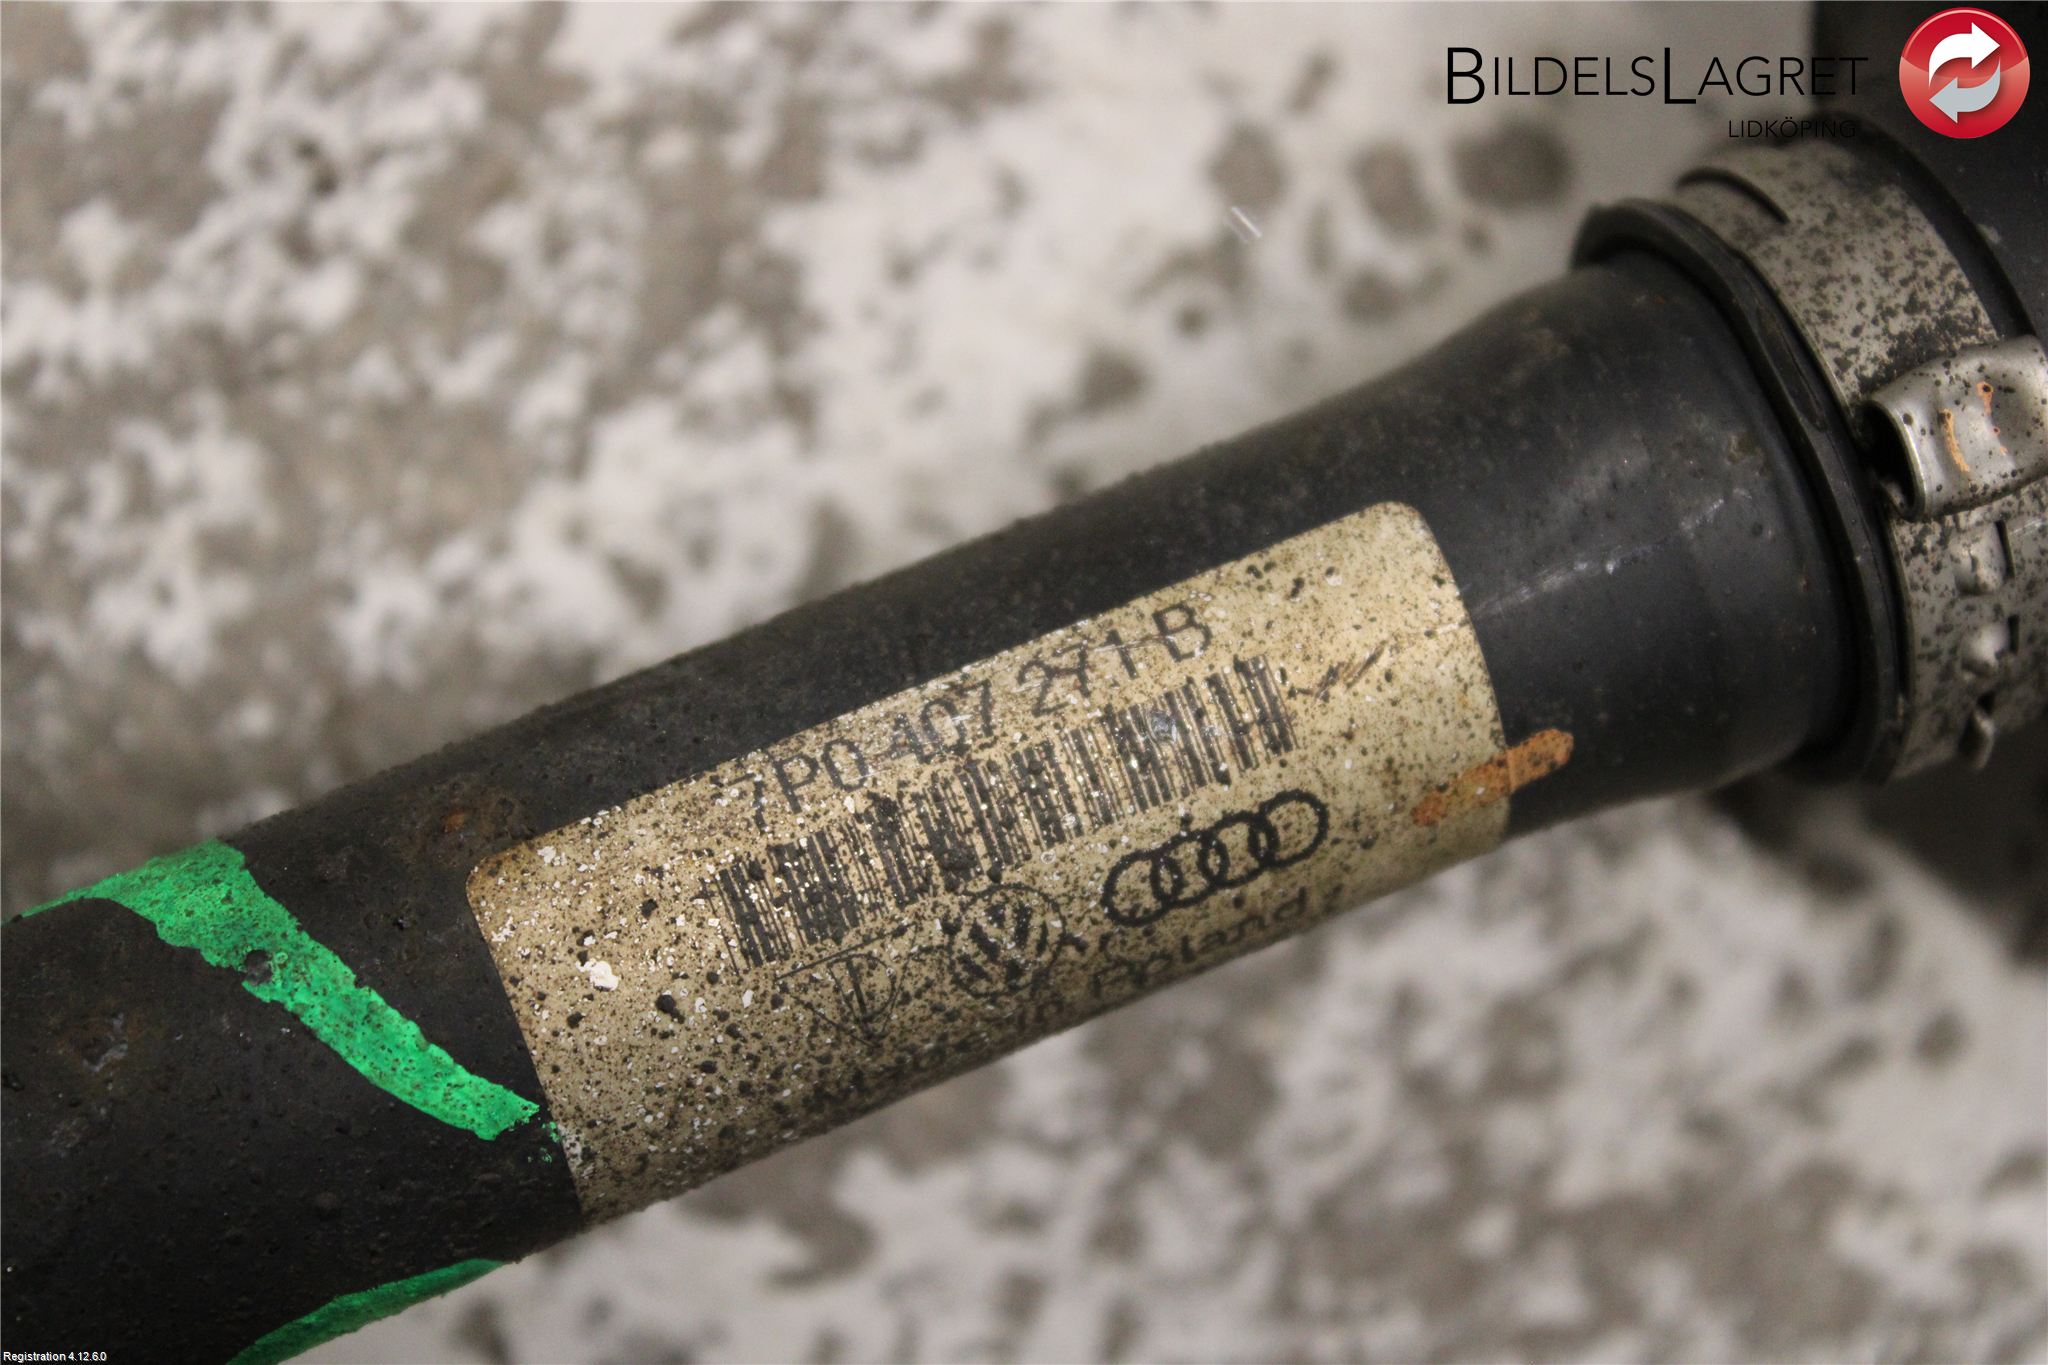 BILDELSLAGRET
LIDKÖPING
7P0 407 271 B
Made in Poland
Registration 4.12.6.0